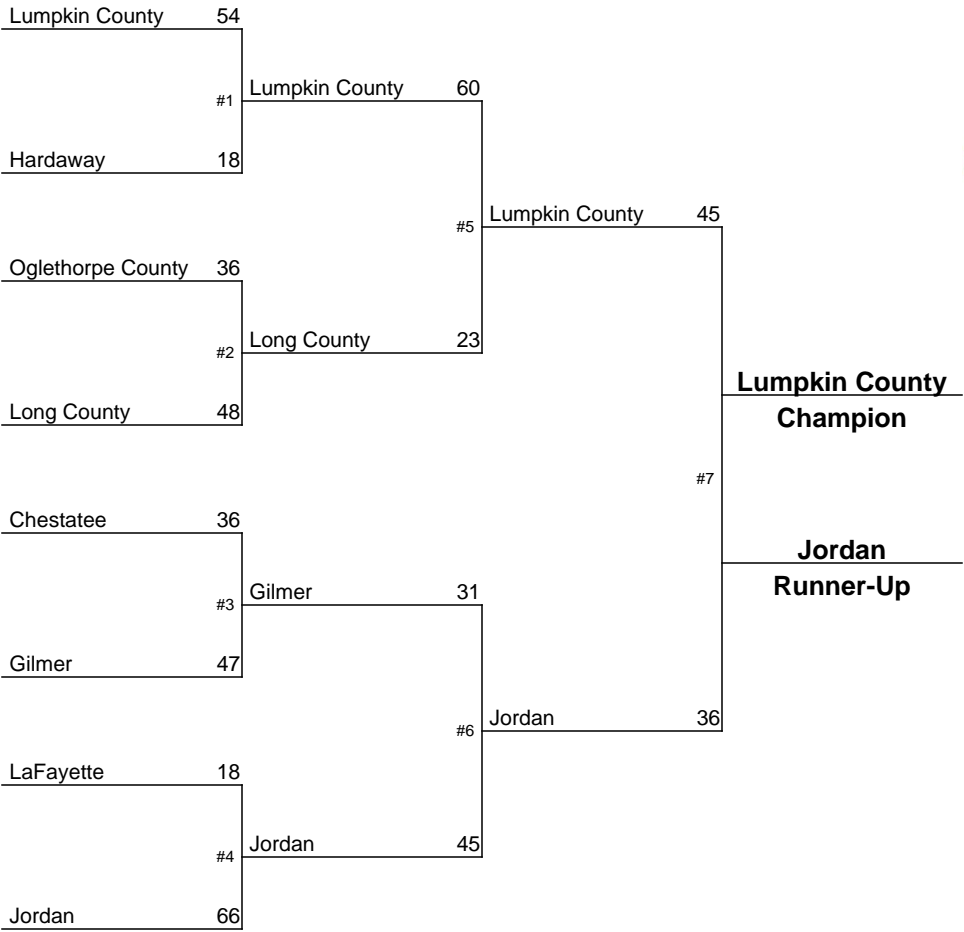 Lumpkin County 54
#1
Hardaway 18
Lumpkin County 60
Oglethorpe County 36
#2
Long County 48
Long County 23
#5
Lumpkin County 45
Chestatee 36
#3
Gilmer 47
Gilmer 31
LaFayette 18
#4
Jordan 66
Jordan 45
#6
Jordan 36
#7
Lumpkin County
Champion
Jordan
Runner-Up